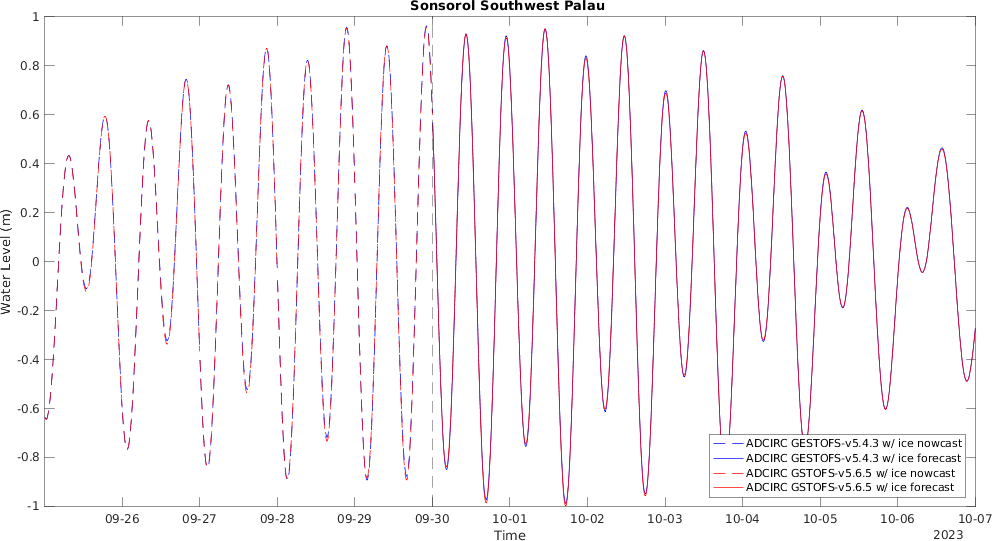 Sonsorol Southwest Palau
1
0.8
0.6
0.4
0.2
0
-0.2
-0.4
-0.6
-0.8
-1
Water Level (m)
ADCIRC GESTOFS-v5.4.3 w/ ice nowcast
ADCIRC GESTOFS-v5.4.3 w/ ice forecast
ADCIRC GSTOFS-v5.6.5 w/ ice nowcast
ADCIRC GSTOFS-v5.6.5 w/ ice forecast
09-26 09-27 09-28 09-29 09-30 10-01 10-02 10-03 10-04 10-05 10-06 10-07
Time
2023